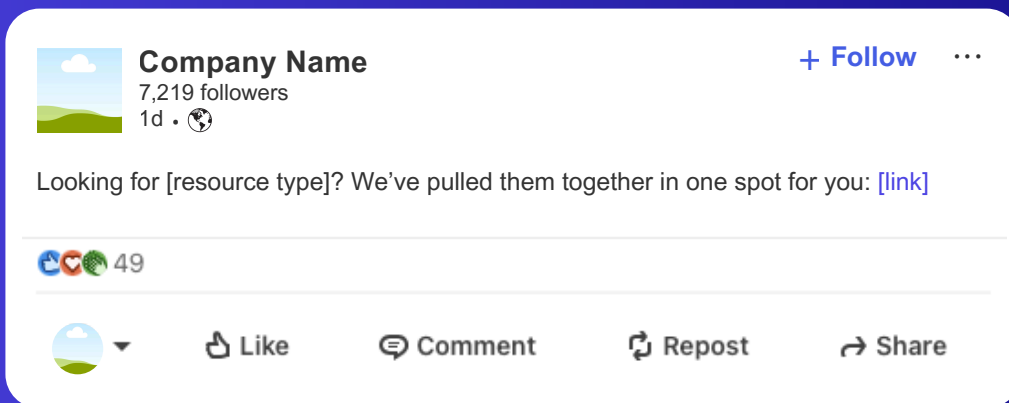 Company Name
+ Follow ...
7,219 followers
1d •
Looking for [resource type]? We’ve pulled them together in one spot for you: [link]
49
Like Comment Repost Share